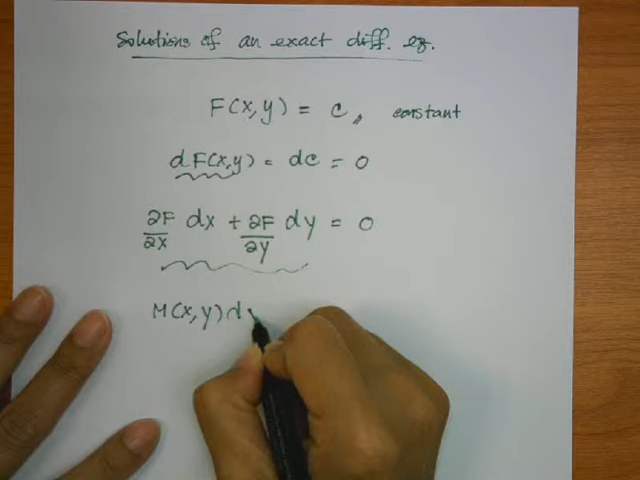 Solutions of an exact diff. eq.
F(x,y) = c, constant
dF(x,y) = dc = 0
∂F/∂x dx + ∂F/∂y dy = 0
M(x,y) d